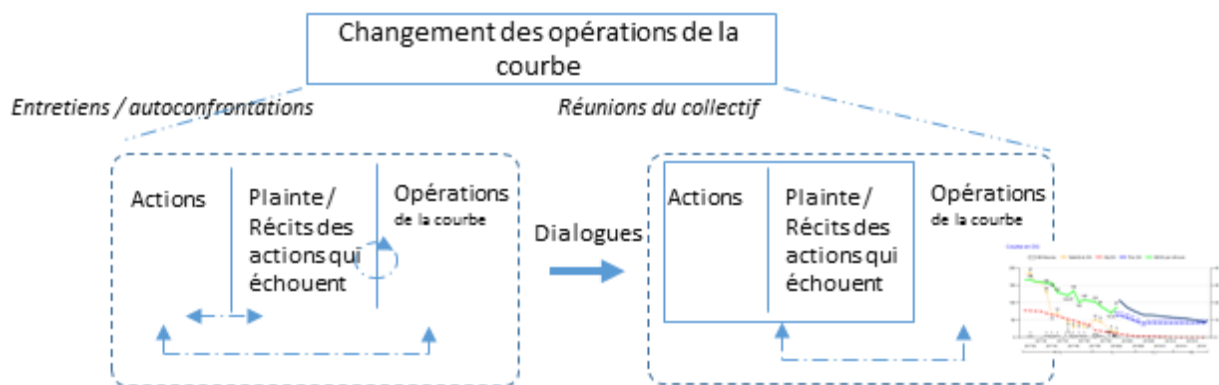 Changement des opérations de la
courbe
Entretiens / autoconfrontations
Réunions du collectif
Actions
Plainte /
Récits des
actions qui
échouent
Opérations
de la courbe
Dialogues
Actions
Plainte /
Récits des
actions qui
échouent
Opérations
de la courbe